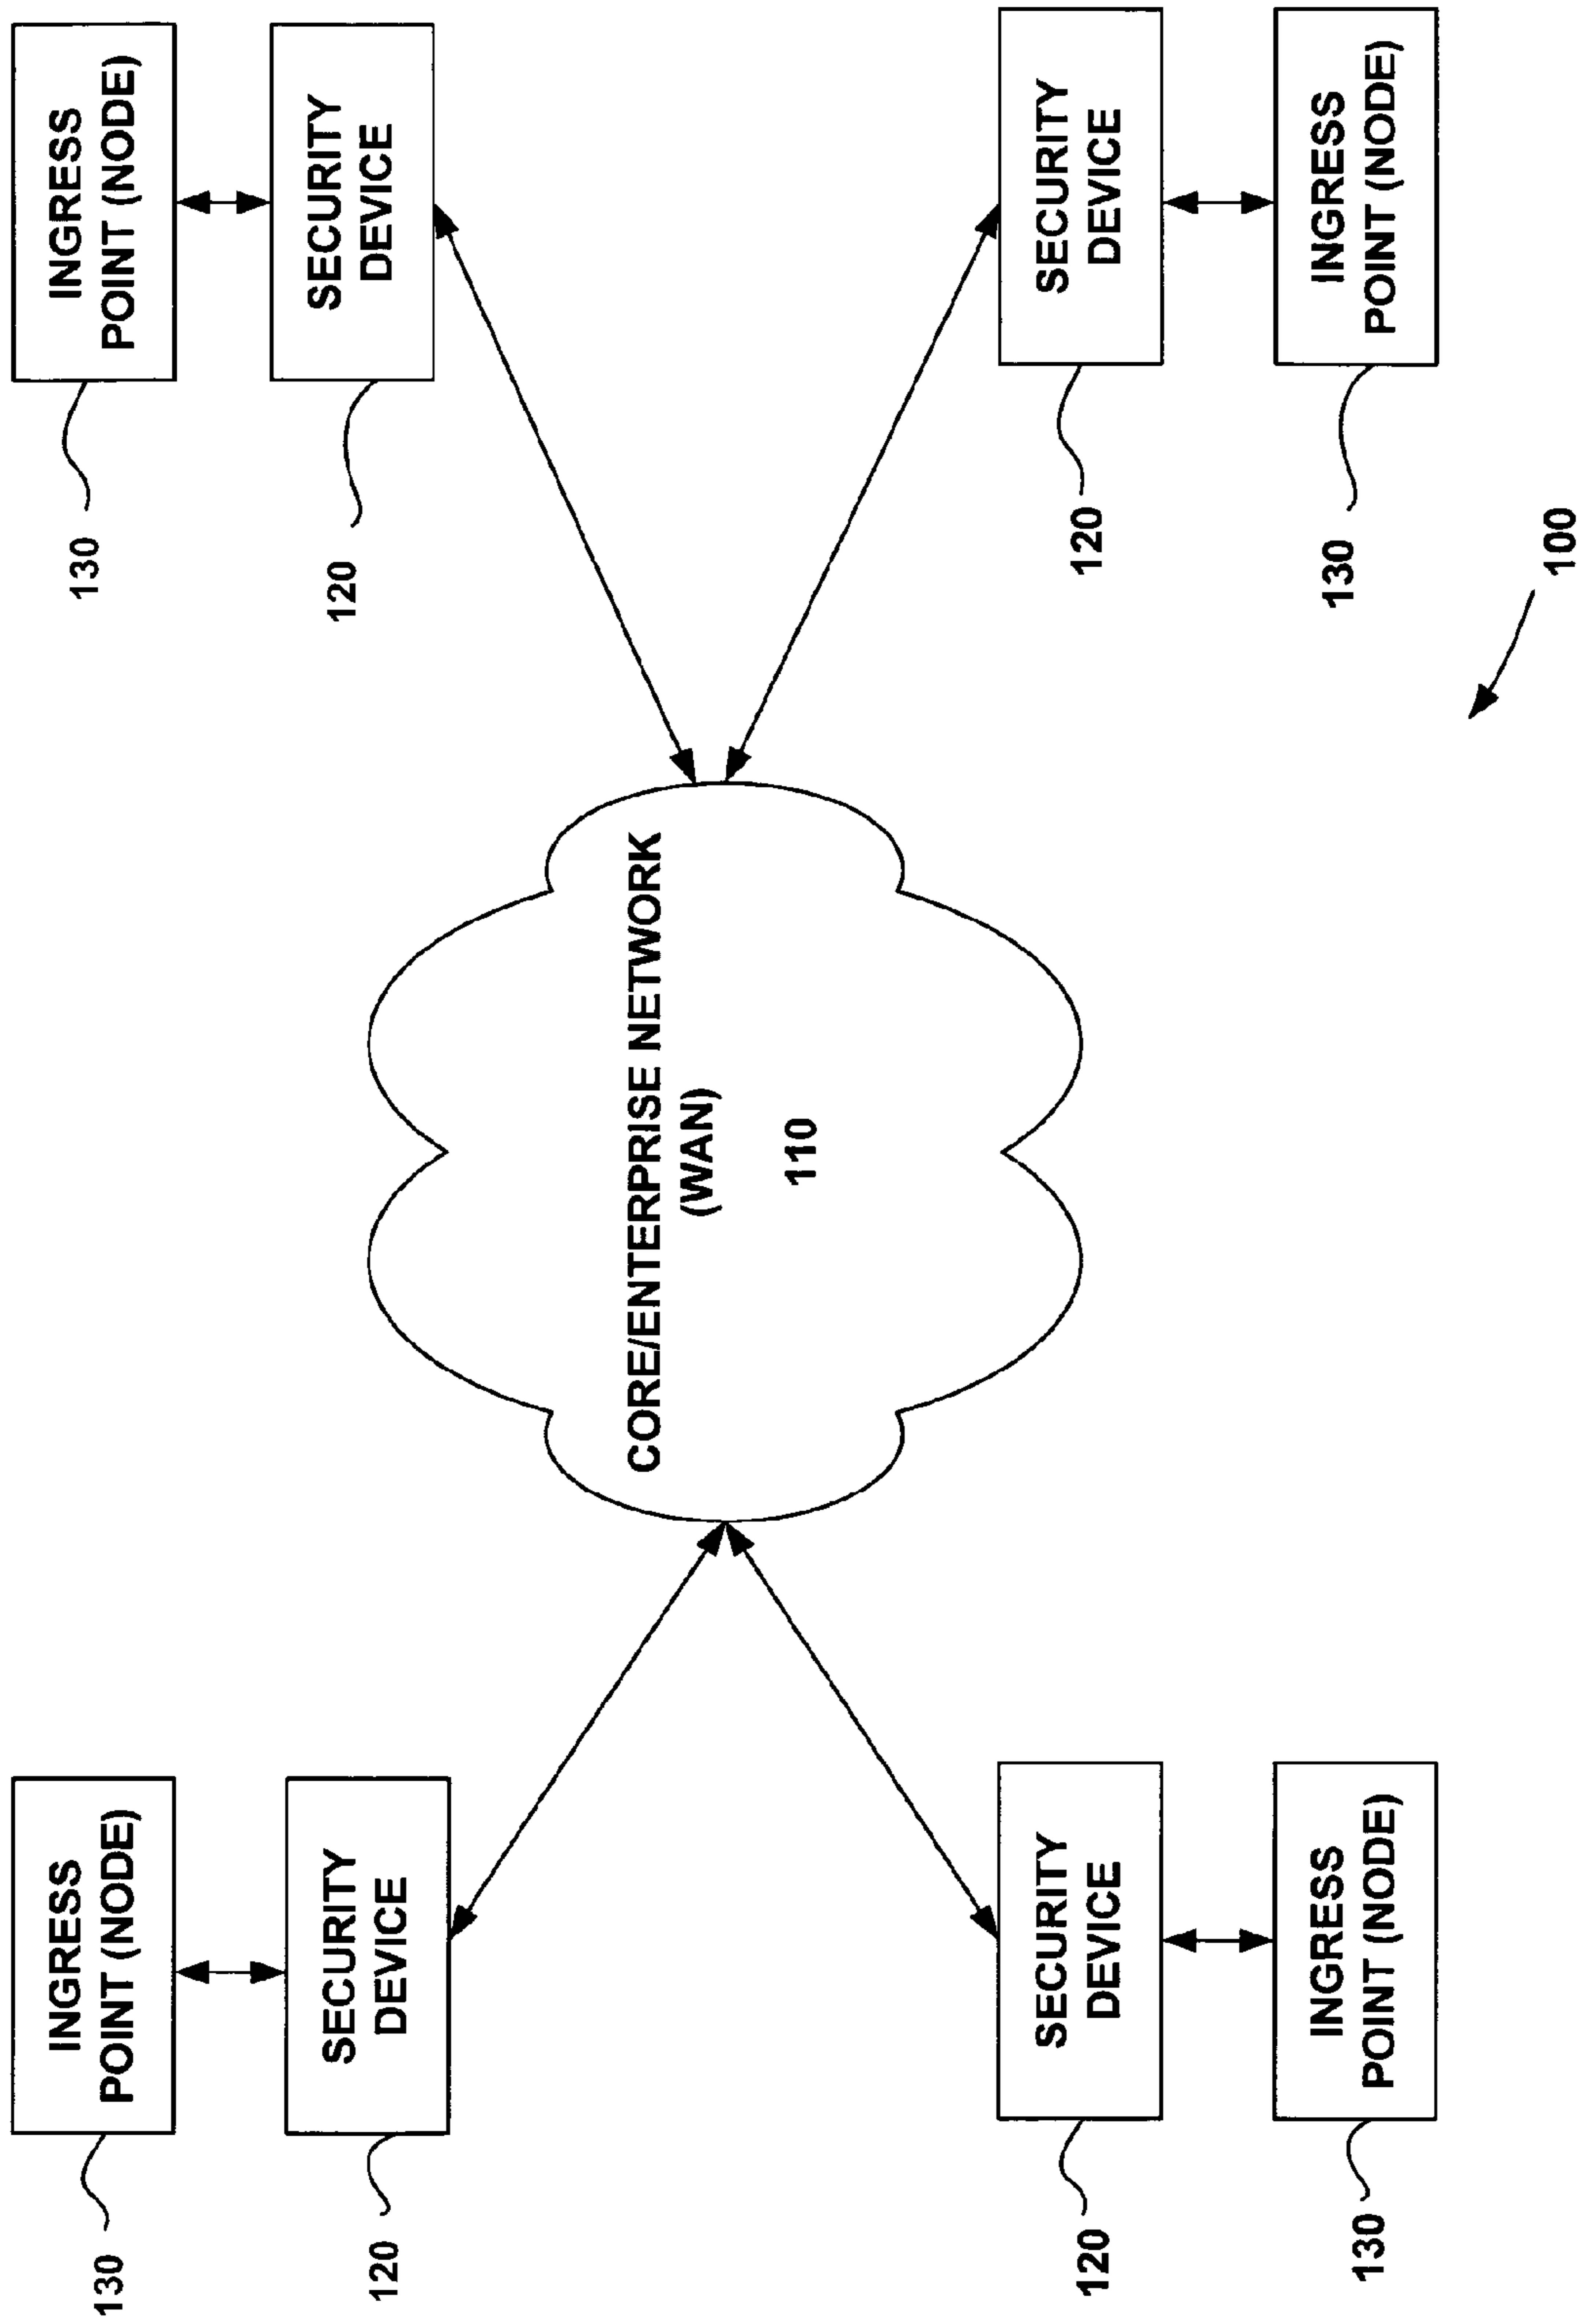 INGRESS
POINT (NODE)
130
SECURITY
DEVICE
120
INGRESS
POINT (NODE)
130
SECURITY
DEVICE
120
CORE/ENTERPRISE NETWORK
(WAN)
110
SECURITY
DEVICE
120
INGRESS
POINT (NODE)
130
SECURITY
DEVICE
120
INGRESS
POINT (NODE)
130
100